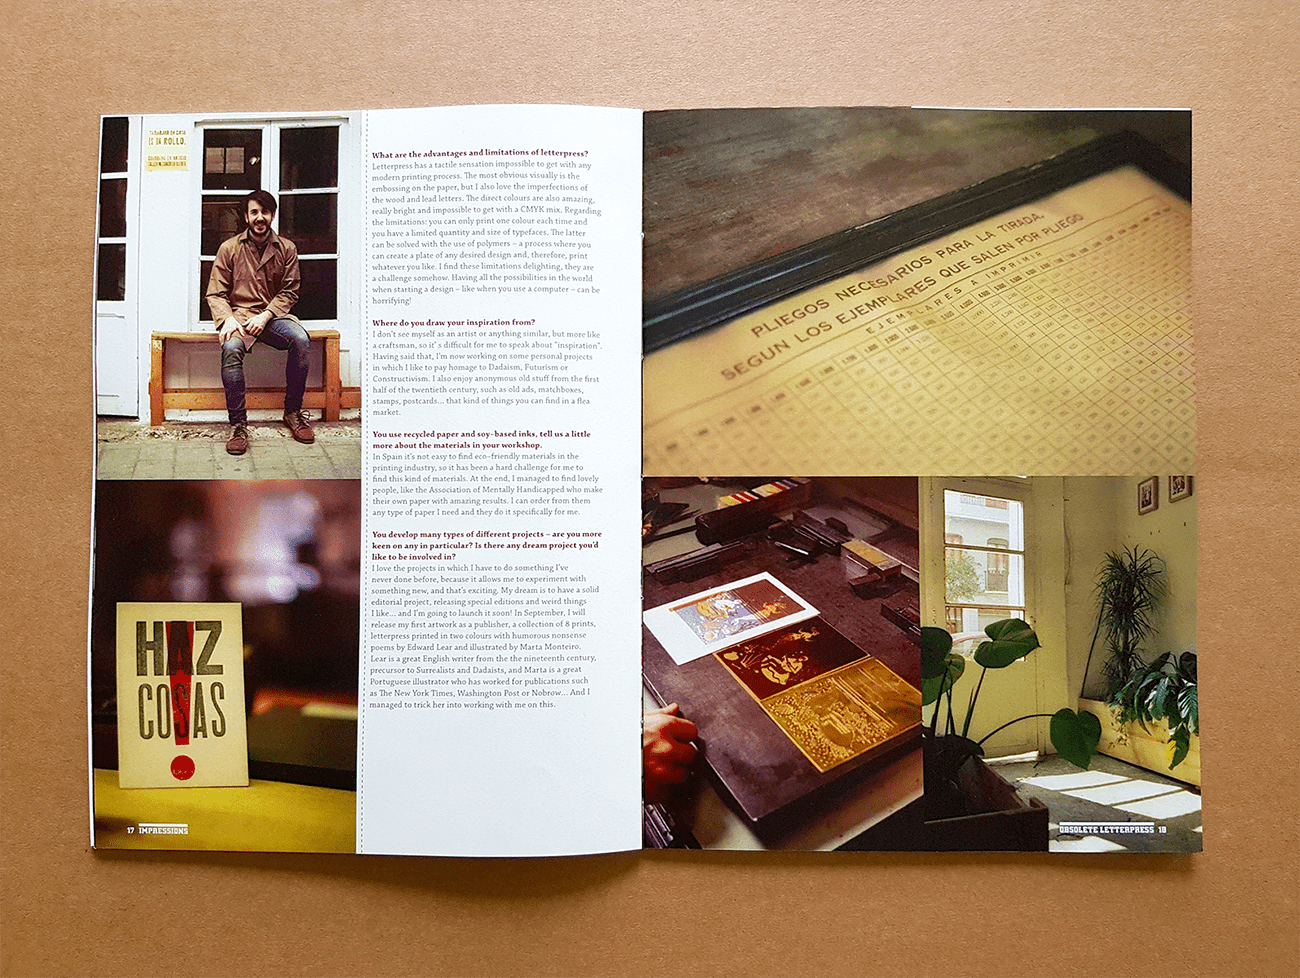 TRABAJAR EN CASA
ES UN ROLLO.
What are the advantages and limitations of letterpress?
Letterpress has a tactile sensation impossible to get with any
modern printing process. The most obvious visually is the
embossing on the paper, but I also love the imperfections of
the wood and lead letters. The direct colours are also amazing,
really bright and impossible to get with a CMYK mix. Regarding
the limitations: you can only print one colour each time and
you have a limited quantity and size of typefaces. The latter
can be solved with the use of polymers – a process where you
can create a plate of any desired design and, therefore, print
whatever you like. I find these limitations delighting, they are
a challenge somehow. Having all the possibilities in the world
when starting a design – like when you use a computer – can be
horrifying!
Where do you draw your inspiration from?
I don't see myself as an artist or anything similar, but more like
a craftsman, so it' s difficult for me to speak about "inspiration".
Having said that, I'm now working on some personal projects
in which I like to pay homage to Dadaism, Futurism or
Constructivism. I also enjoy anonymous old stuff from the first
half of the twentieth century, such as old ads, matchboxes,
stamps, postcards... that kind of things you can find in a flea
market.
You use recycled paper and soy-based inks, tell us a little
more about the materials in your workshop.
In Spain it's not easy to find eco-friendly materials in the
printing industry, so it has been a hard challenge for me to
find this kind of materials. At the end, I managed to find lovely
people, like the Association of Mentally Handicapped who make
their own paper with amazing results. I can order from them
any type of paper I need and they do it specifically for me.
You develop many types of different projects – are you more
keen on any in particular? Is there any dream project you'd
like to be involved in?
I love the projects in which I have to do something I've
never done before, because it allows me to experiment with
something new, and that's exciting. My dream is to have a solid
editorial project, releasing special editions and weird things
I like... and I'm going to launch it soon! In September, I will
release my first artwork as a publisher, a collection of 8 prints,
letterpress printed in two colours with humorous nonsense
poems by Edward Lear and illustrated by Marta Monteiro.
Lear is a great English writer from the the nineteenth century,
precursor to Surrealists and Dadaists, and Marta is a great
Portuguese illustrator who has worked for publications such
as The New York Times, Washington Post or Nobrow... And I
managed to trick her into working with me on this.
HAZ
COSAS
!
17 IMPRESSIONS
PLIEGOS NECESARIOS PARA LA TIRADA,
SEGUN LOS EJEMPLARES QUE SALEN POR PLIEGO
EJEMPLARES A IMPRIMIR
OBSOLETE LETTERPRESS 18